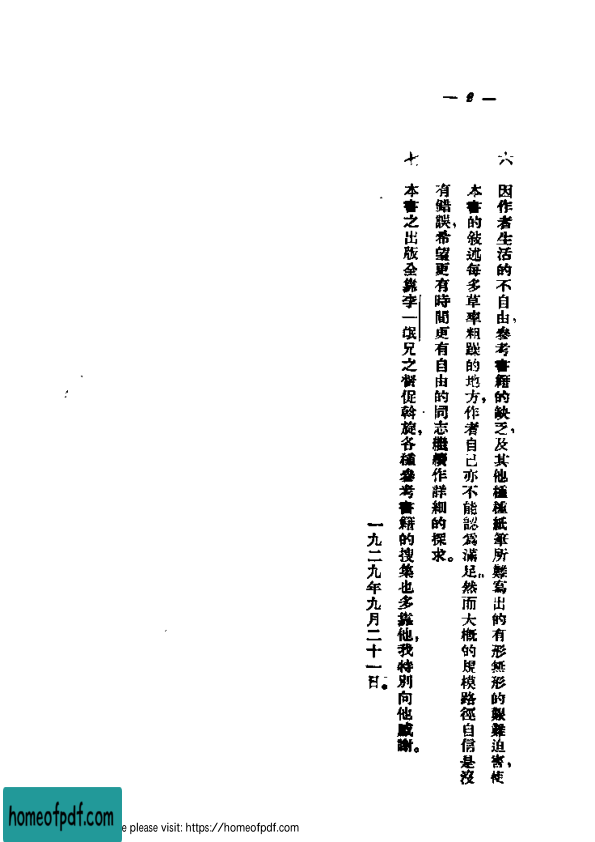 — 2 —
六　因作者生活的不自由，參考書籍的缺乏，及其他種種紙筆所難寫出的有形無形的艱難迫害，使
本書的敍述每多草率粗躁的地方，作者自己亦不能認爲滿足。然而大槪的規模路徑自信是沒
有錯誤，希望更有時間更有自由的同志繼續作詳細的探求。
七　本書之出版全靠李一氓兄之督促斡旋，各種參考書籍的搜集也多靠他，我特別向他感謝。
一九二九年九月二十一日。
homeofpdf.com
e please visit: https://homeofpdf.com